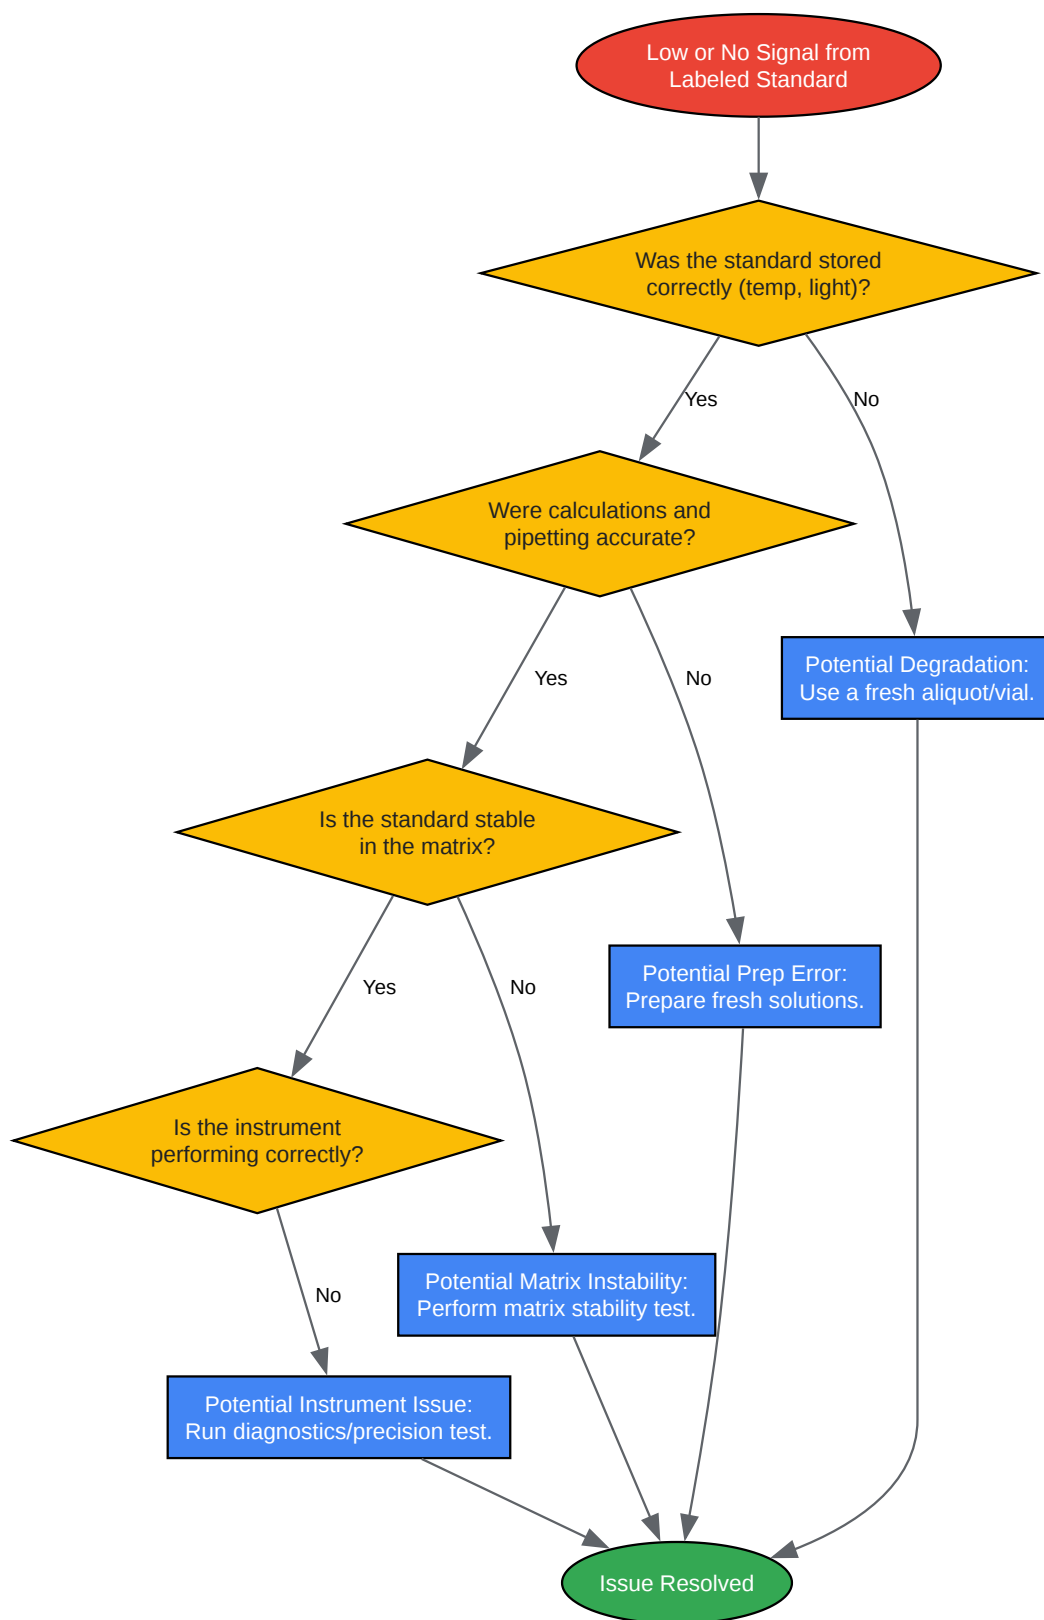 Low or No Signal from
Labeled Standard
Was the standard stored
correctly (temp, light)?
Yes
No
Were calculations and
pipetting accurate?
Potential Degradation:
Use a fresh aliquot/vial.
Yes
No
Is the standard stable
in the matrix?
Potential Prep Error:
Prepare fresh solutions.
Yes
No
Is the instrument
performing correctly?
Potential Matrix Instability:
Perform matrix stability test.
No
Potential Instrument Issue:
Run diagnostics/precision test.
Issue Resolved